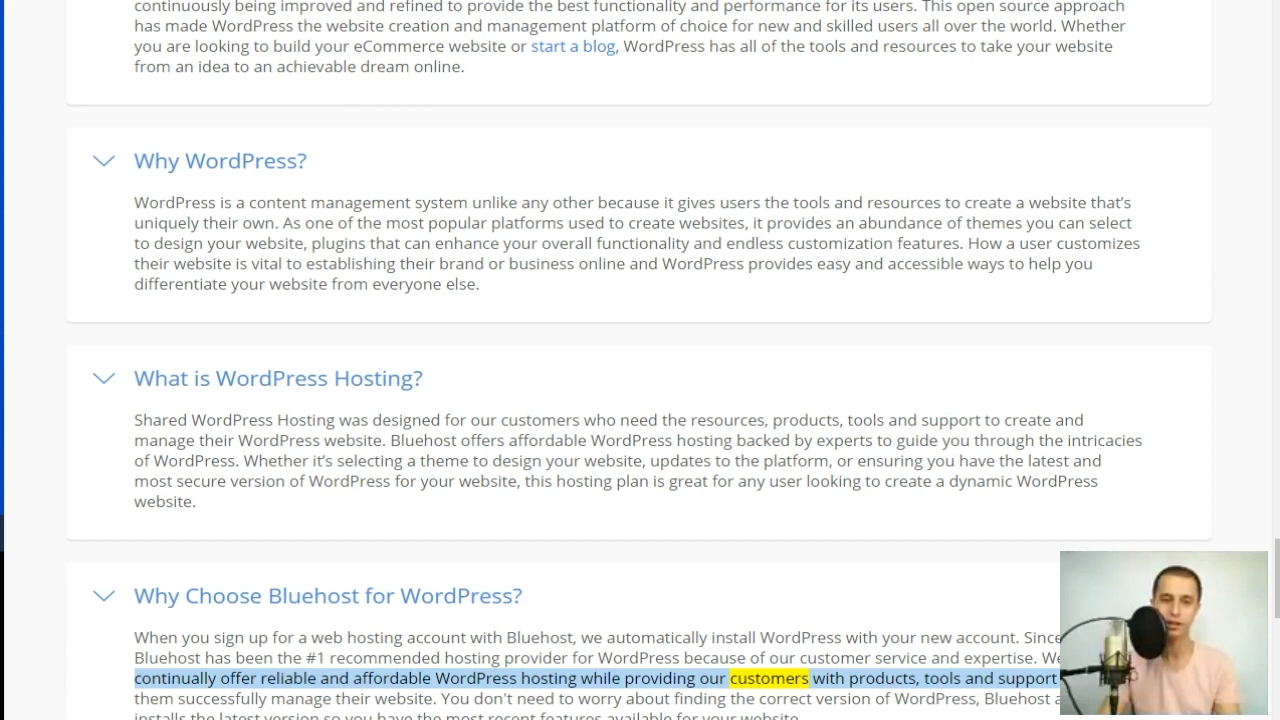 continuously being improved and refined to provide the best functionality and performance for its users. This open source approach
has made WordPress the website creation and management platform of choice for new and skilled users all over the world. Whether
you are looking to build your eCommerce website or start a blog, WordPress has all of the tools and resources to take your website
from an idea to an achievable dream online.
Why WordPress?
WordPress is a content management system unlike any other because it gives users the tools and resources to create a website that's
uniquely their own. As one of the most popular platforms used to create websites, it provides an abundance of themes you can select
to design your website, plugins that can enhance your overall functionality and endless customization features. How a user customizes
their website is vital to establishing their brand or business online and WordPress provides easy and accessible ways to help you
differentiate your website from everyone else.
What is WordPress Hosting?
Shared WordPress Hosting was designed for our customers who need the resources, products, tools and support to create and
manage their WordPress website. Bluehost offers affordable WordPress hosting backed by experts to guide you through the intricacies
of WordPress. Whether it's selecting a theme to design your website, updates to the platform, or ensuring you have the latest and
most secure version of WordPress for your website, this hosting plan is great for any user looking to create a dynamic WordPress
website.
Why Choose Bluehost for WordPress?
When you sign up for a web hosting account with Bluehost, we automatically install WordPress with your new account. Since
Bluehost has been the #1 recommended hosting provider for WordPress because of our customer service and expertise. We
continually offer reliable and affordable WordPress hosting while providing our customers with products, tools and support
them successfully manage their website. You don't need to worry about finding the correct version of WordPress, Bluehost
installs the latest version so you have the most recent features available for your website.